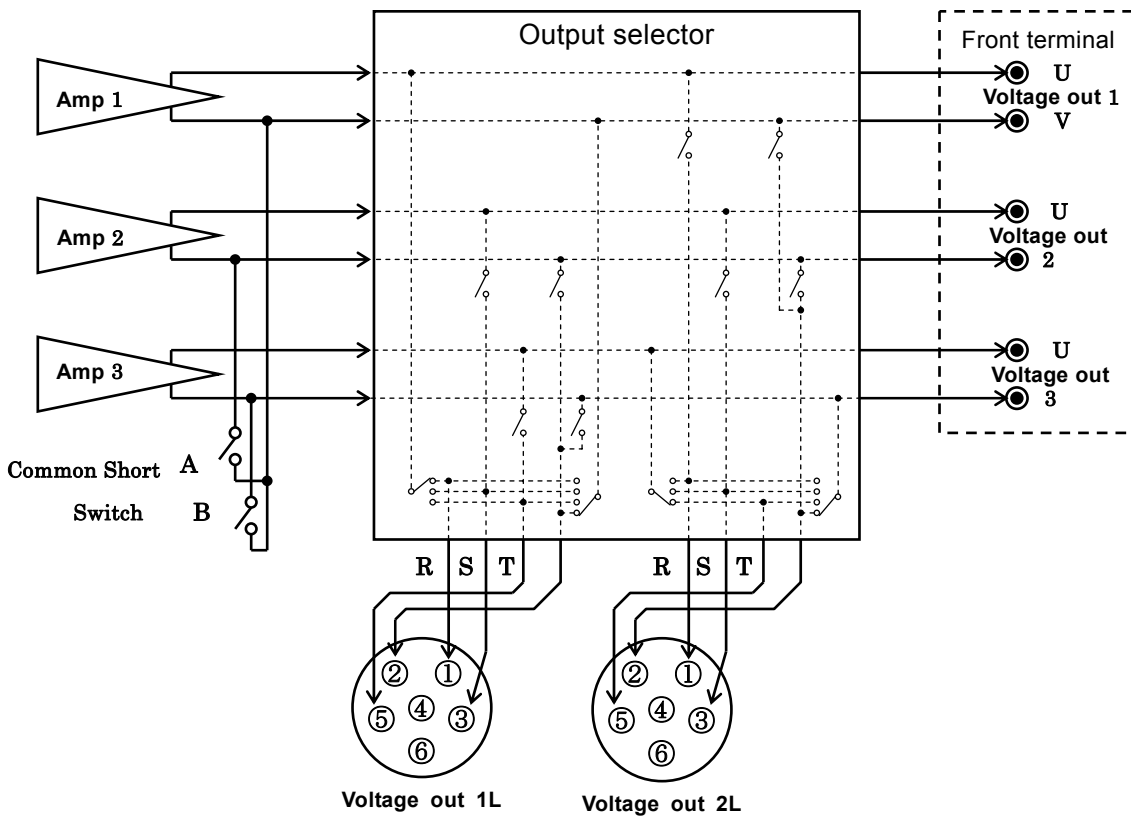 Output selector
Front terminal
Amp 1
U
Voltage out 1
V
Amp 2
U
Voltage out
2
Amp 3
U
Voltage out
3
Common Short A
Switch B
R S T
R S T
② ①
⑤ ④ ③
⑥
② ①
⑤ ④ ③
⑥
Voltage out 1L
Voltage out 2L